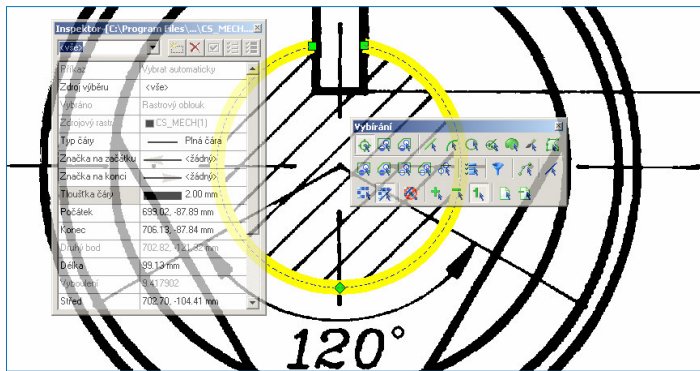 Inspektor-[C:\Program Files\...\CS_MECH...
<vše>
Příkaz Vybrat automaticky
Zdroj výběru <vše>
Vybráno Rastrový oblouk
Zdrojový rastr CS_MECH(1)
Typ čáry Plná čára
Značka na začátku <žádný>
Značka na konci <žádný>
Tloušťka čáry 2.00 mm
Počátek 699.02, -87.89 mm
Konec 706.13, -87.84 mm
Druhý bod 702.82, -121.92 mm
Délka 99.13 mm
Vyboulení 9.417902
Střed 702.70, -104.41 mm
Vybírání
120°